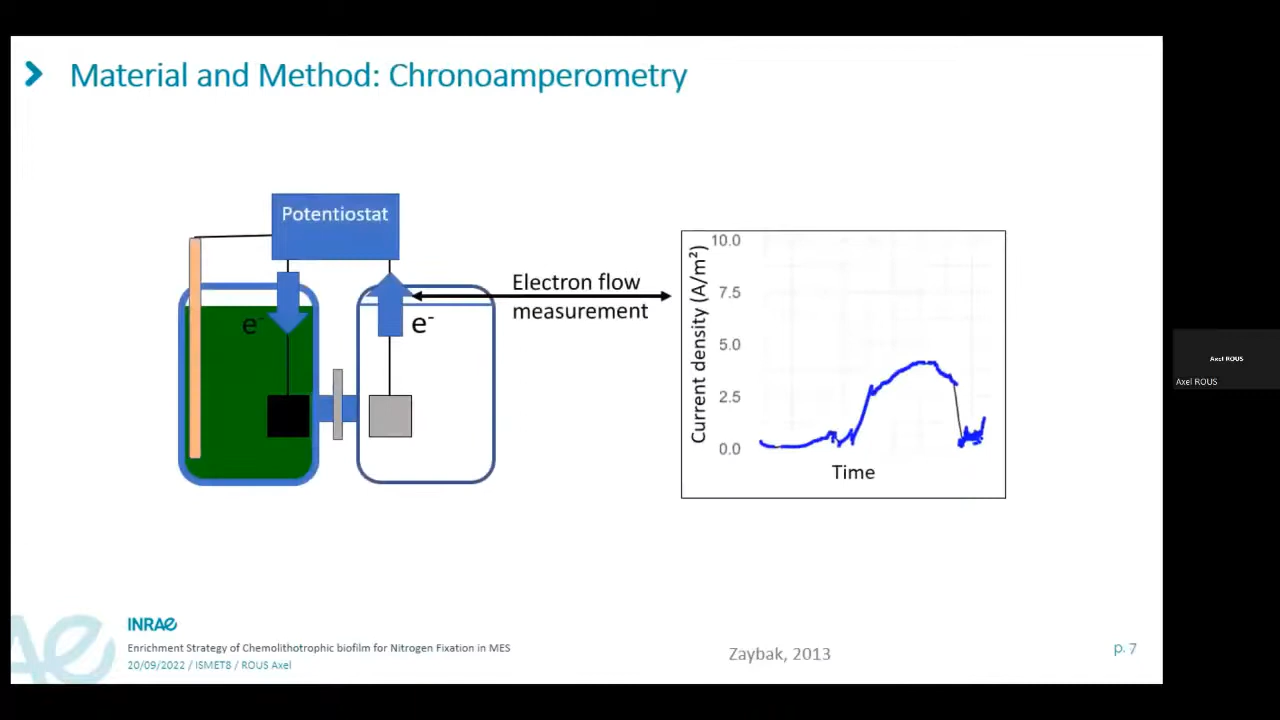 Material and Method: Chronoamperometry
Potentiostat
e-
e-
Electron flow
measurement
Current density (A/m²)
10.0
7.5
5.0
2.5
0.0
Time
Axel ROUS
Axel ROUS
INRAE
Enrichment Strategy of Chemolithotrophic biofilm for Nitrogen Fixation in MES
20/09/2022 / ISMET8 / ROUS Axel
Zaybak, 2013
p. 7